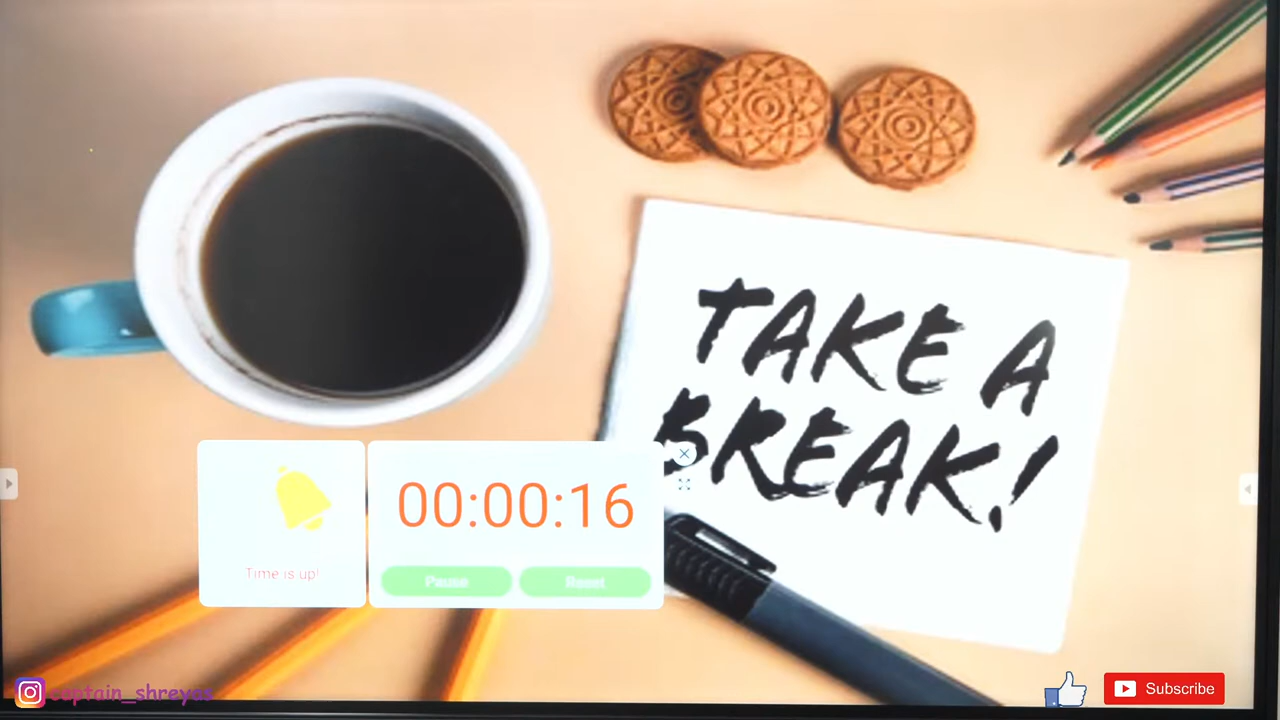 TAKE A
BREAK!
00:00:16
Time is up!
Pause
Reset
captain_shreyas
Subscribe